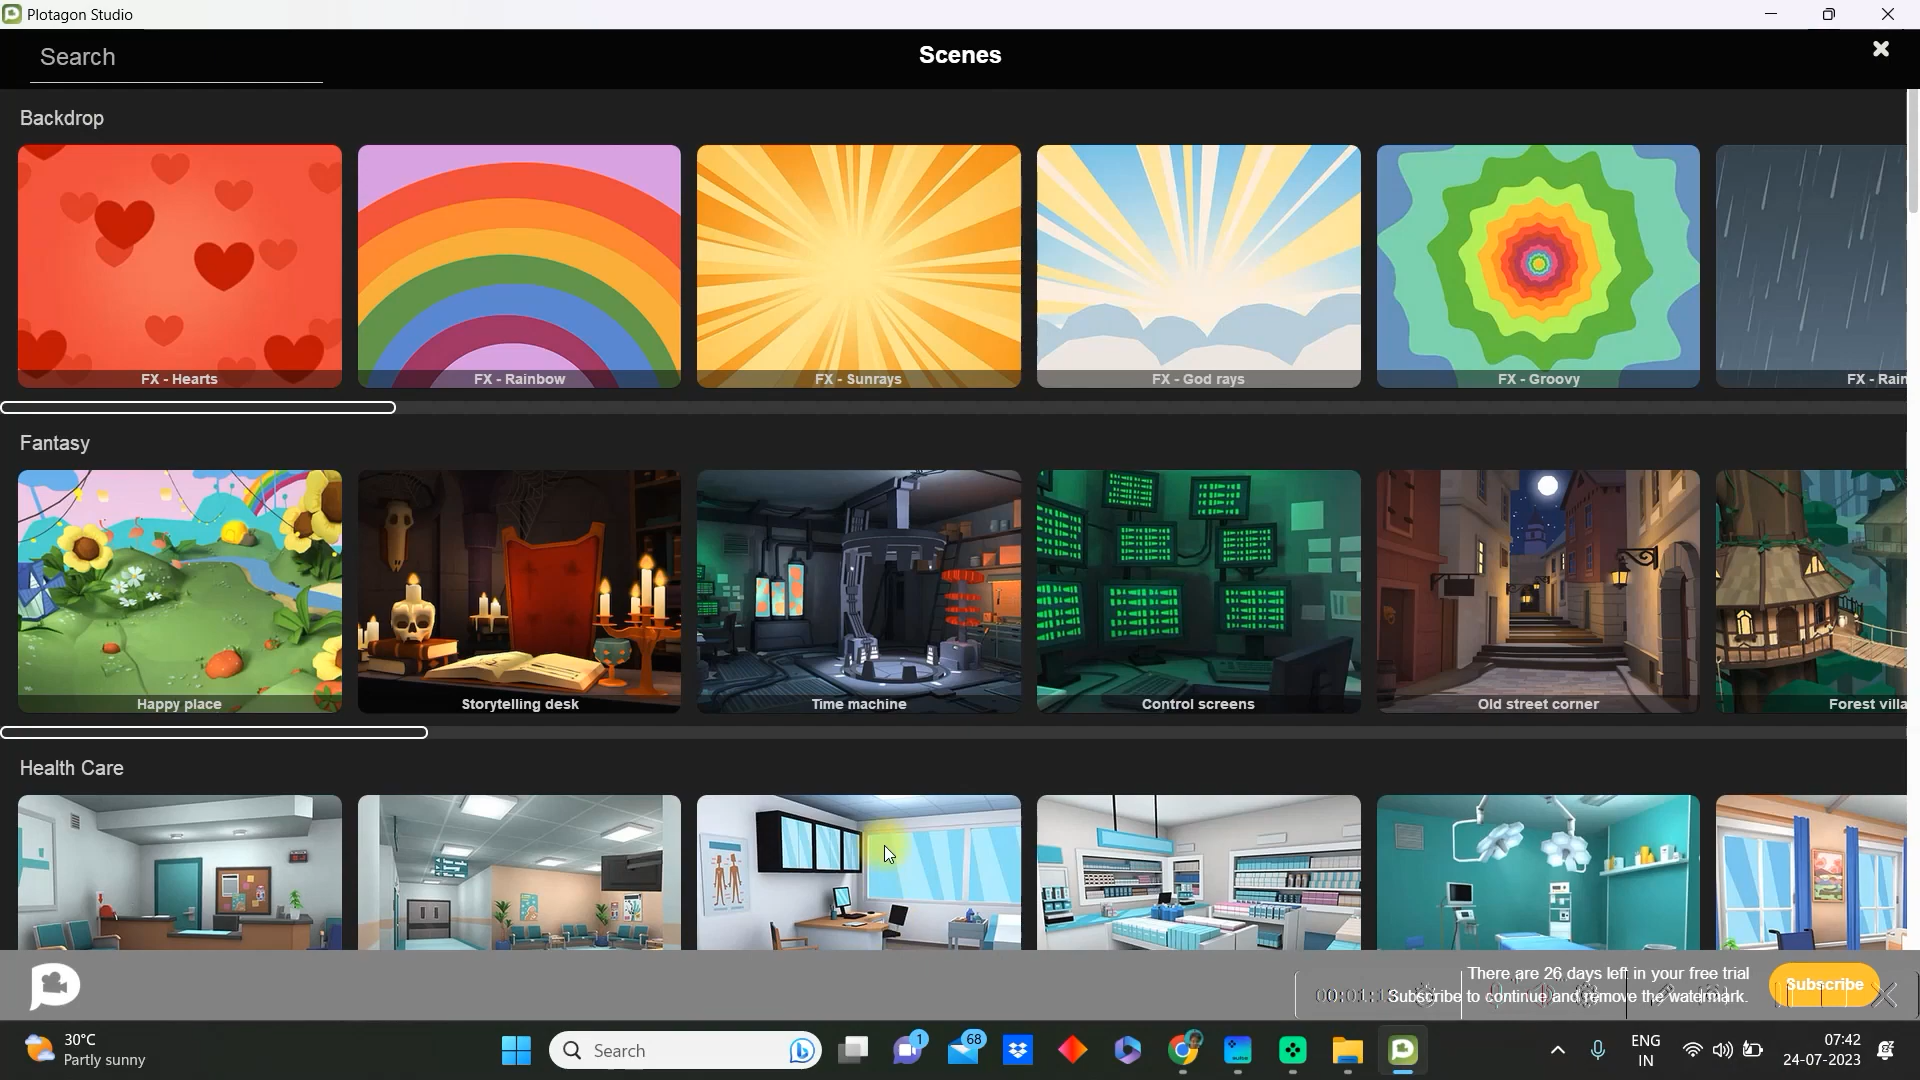 Plotagon Studio
Search
Scenes
Backdrop
FX - Hearts
FX - Rainbow
FX - Sunrays
FX - God rays
FX - Groovy
FX - Rain
Fantasy
Happy place
Storytelling desk
Time machine
Control screens
Old street corner
Forest villa
Health Care
There are 26 days left in your free trial
Subscribe to continue and remove the watermark.
Subscribe
30°C
Partly sunny
Search
1
68
ENG
IN
07:42
24-07-2023